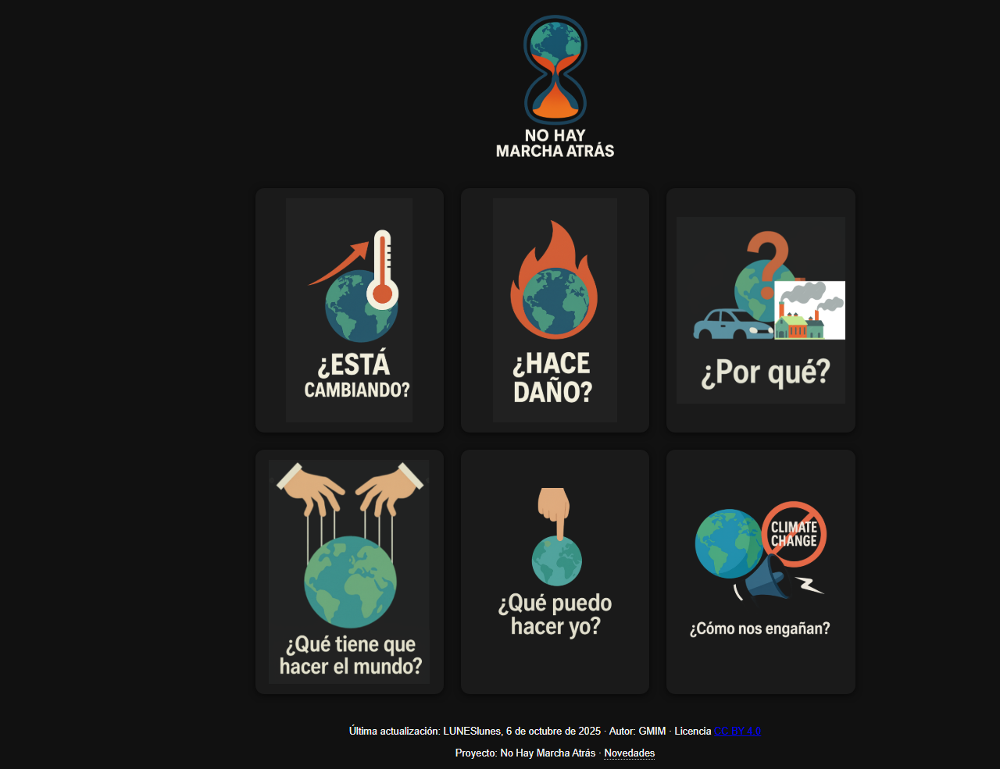 NO HAY
MARCHA ATRÁS
¿ESTÁ
CAMBIANDO?
¿HACE
DAÑO?
¿Por qué?
¿Qué tiene que
hacer el mundo?
¿Qué puedo
hacer yo?
CLIMATE
CHANGE
¿Cómo nos engañan?
Última actualización: LUNESlunes, 6 de octubre de 2025 · Autor: GMIM · Licencia CC BY 4.0
Proyecto: No Hay Marcha Atrás · Novedades